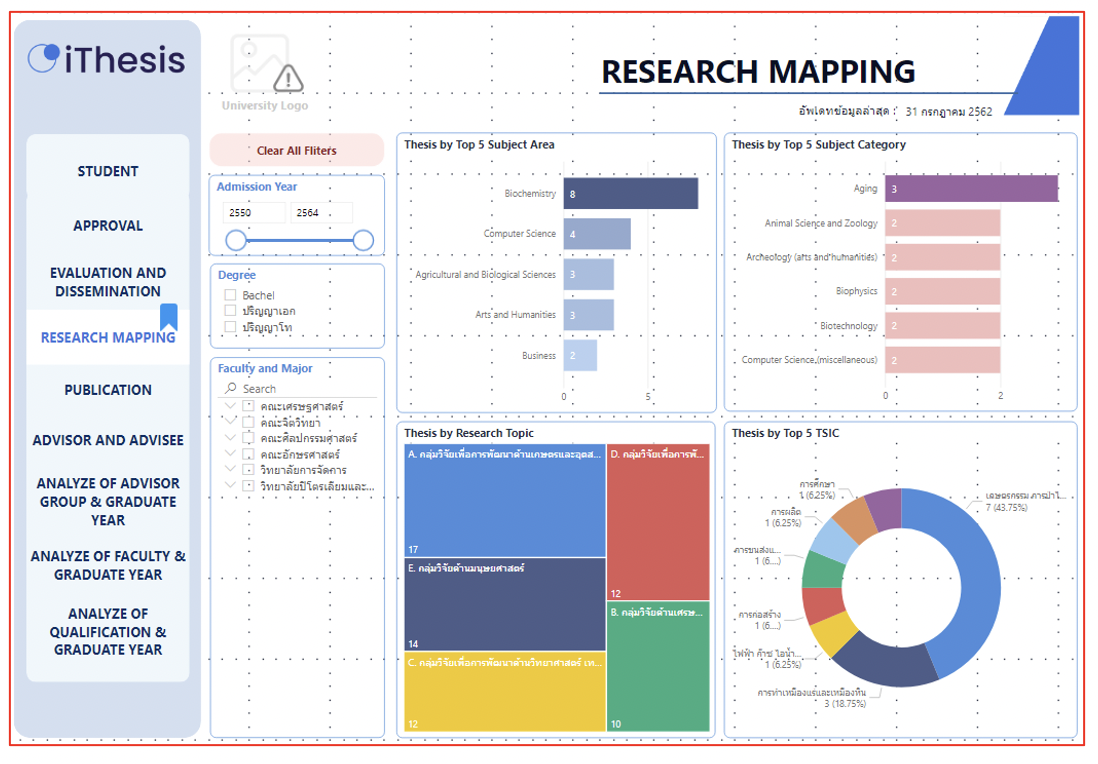 iThesis
University Logo
RESEARCH MAPPING
อัพเดทข้อมูลล่าสุด : 31 กรกฎาคม 2562
STUDENT
APPROVAL
EVALUATION AND
DISSEMINATION
RESEARCH MAPPING
PUBLICATION
ADVISOR AND ADVISEE
ANALYZE OF ADVISOR
GROUP & GRADUATE
YEAR
ANALYZE OF FACULTY &
GRADUATE YEAR
ANALYZE OF
QUALIFICATION &
GRADUATE YEAR
Clear All Fliters
Admission Year
2550 2564
Degree
Bachel
ปริญญาเอก
ปริญญาโท
Faculty and Major
Search
คณะเศรษฐศาสตร์
คณะจิตวิทยา
คณะศิลปกรรมศาสตร์
คณะอักษรศาสตร์
วิทยาลัยการจัดการ
วิทยาลัยปิโตรเลียมและ...
Thesis by Top 5 Subject Area
Biochemistry 8
Computer Science 4
Agricultural and Biological Sciences 3
Arts and Humanities 3
Business 2
0 5
Thesis by Top 5 Subject Category
Aging 3
Animal Science and Zoology 2
Archeology (arts and humanities) 2
Biophysics 2
Biotechnology 2
Computer Science (miscellaneous) 2
0 2
Thesis by Research Topic
A. กลุ่มวิจัยเพื่อการพัฒนาด้านเกษตรและอุตส...
17
E. กลุ่มวิจัยด้านมนุษยศาสตร์
14
C. กลุ่มวิจัยเพื่อการพัฒนาด้านวิทยาศาสตร์ เท...
12
D. กลุ่มวิจัยเพื่อการพั...
12
B. กลุ่มวิจัยด้านเศรษ...
10
Thesis by Top 5 TSIC
การศึกษา
1 (6.25%)
การผลิต
1 (6.25%)
การขนส่งแ...
1 (6....)
การก่อสร้าง
1 (6....)
ไฟฟ้า ก๊าซ ไอน้ำ...
1 (6.25%)
การทำเหมืองแร่และเหมืองหิน
3 (18.75%)
7 (43.75%)